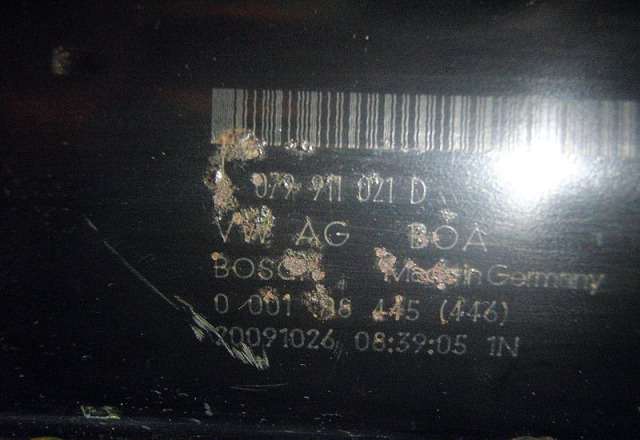 079 911 021 D
VW AG BOA
BOSCH Made in Germany
0 001 445 (446)
20091026 08:39:05 1N